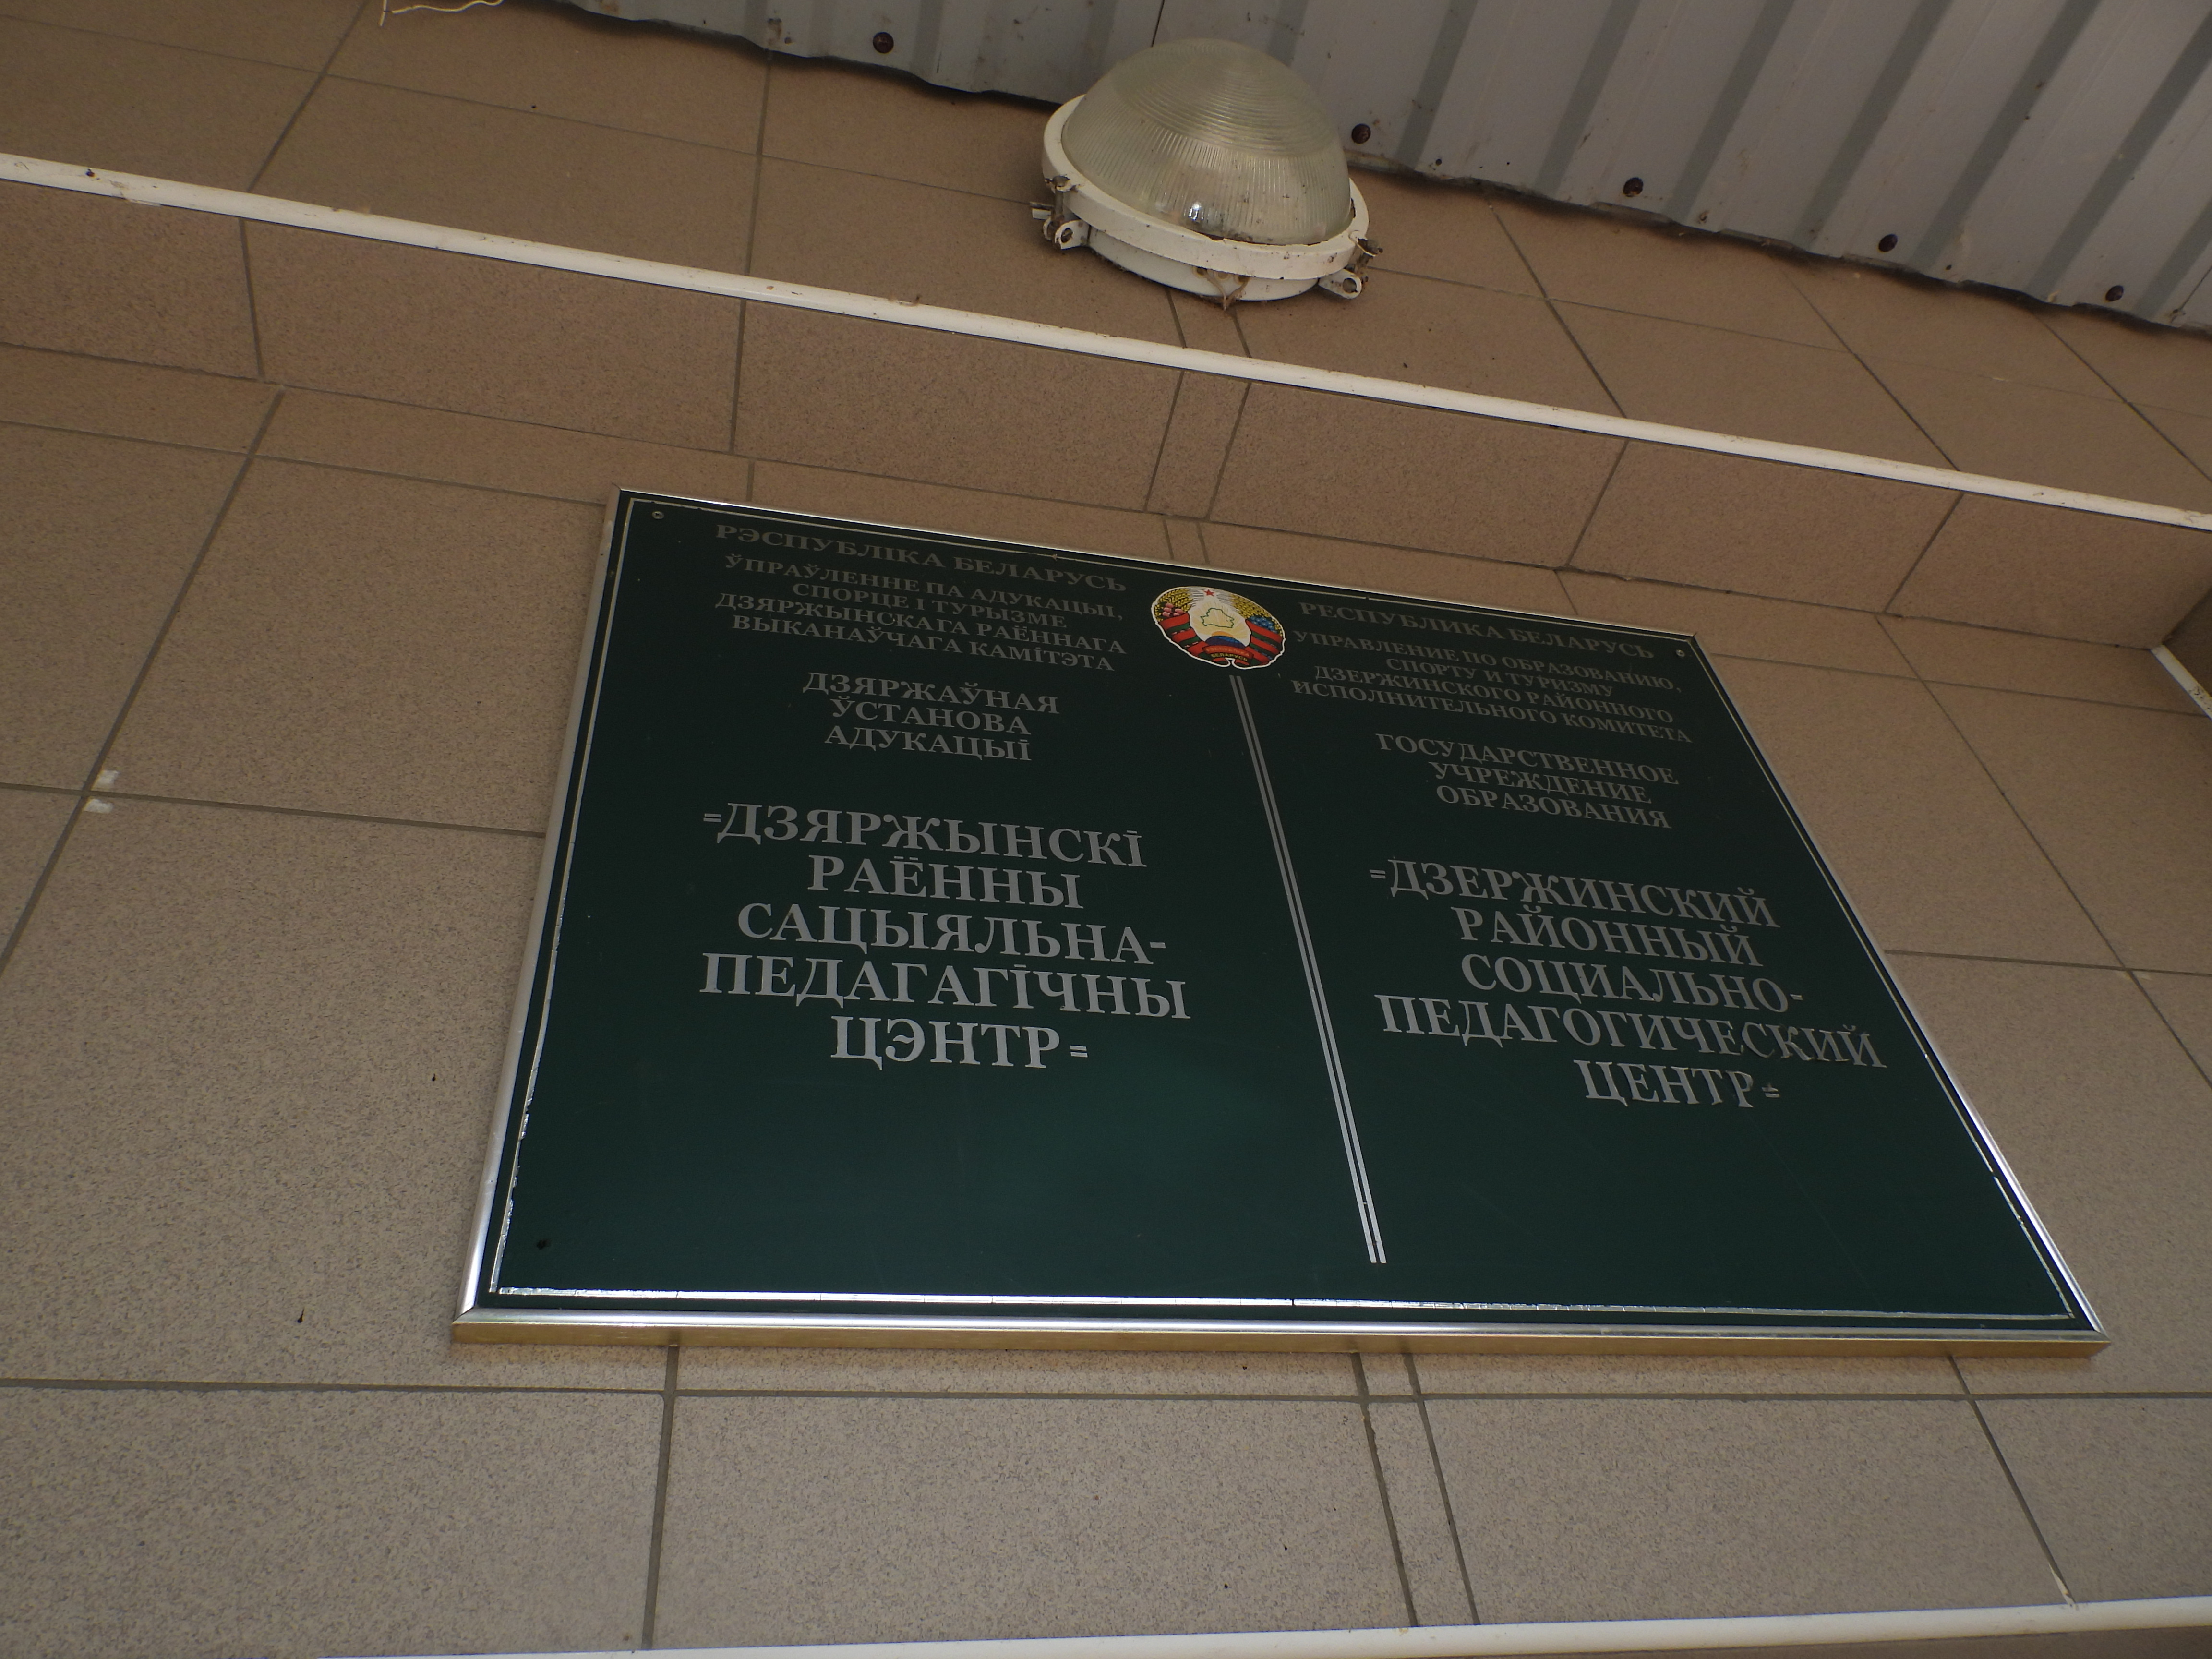 РЭСПУБЛІКА БЕЛАРУСЬ
ЎПРАЎЛЕННЕ ПА АДУКАЦЫІ,
СПОРЦЕ І ТУРЫЗМЕ
ДЗЯРЖЫНСКАГА РАЁННАГА
ВЫКАНАЎЧАГА КАМІТЭТА
ДЗЯРЖАЎНАЯ
ЎСТАНОВА
АДУКАЦЫІ
=ДЗЯРЖЫНСКІ
РАЁННЫ
САЦЫЯЛЬНА-
ПЕДАГАГІЧНЫ
ЦЭНТР=
РЕСПУБЛИКА БЕЛАРУСЬ
УПРАВЛЕНИЕ ПО ОБРАЗОВАНИЮ,
СПОРТУ И ТУРИЗМУ
ДЗЕРЖИНСКОГО РАЙОННОГО
ИСПОЛНИТЕЛЬНОГО КОМИТЕТА
ГОСУДАРСТВЕННОЕ
УЧРЕЖДЕНИЕ
ОБРАЗОВАНИЯ
=ДЗЕРЖИНСКИЙ
РАЙОННЫЙ
СОЦИАЛЬНО-
ПЕДАГОГИЧЕСКИЙ
ЦЕНТР=